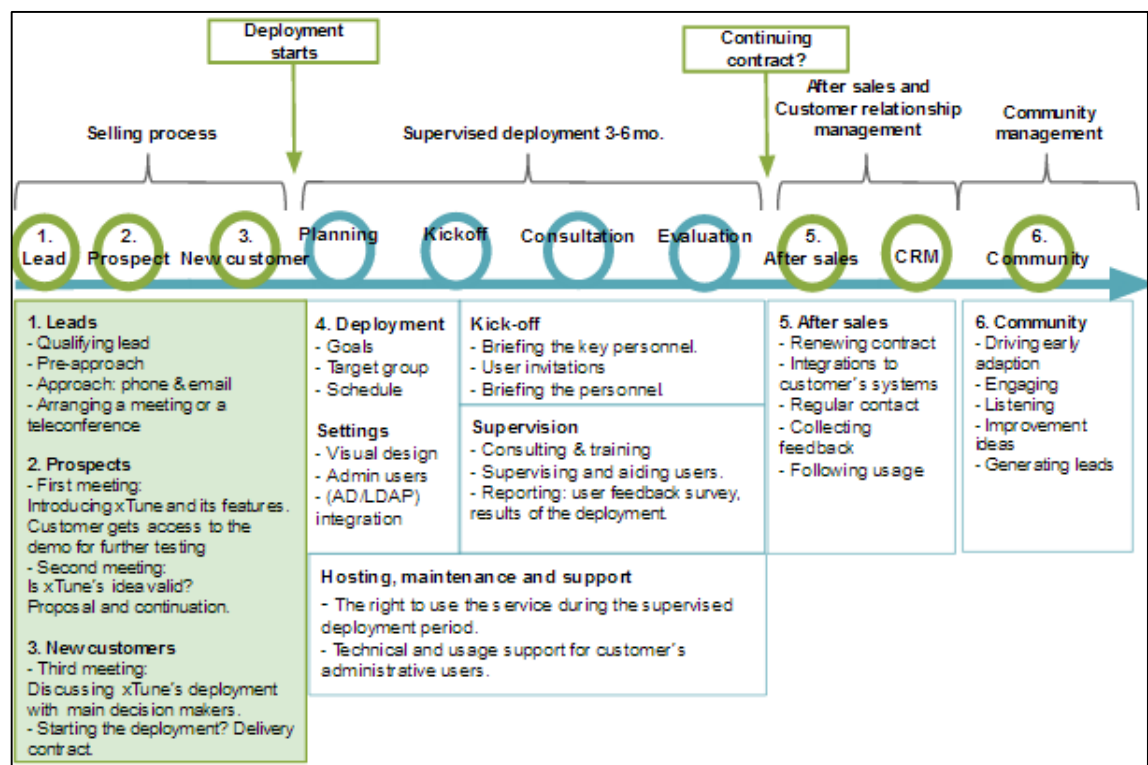 Deployment
starts
Continuing
contract?
Selling process
Supervised deployment 3-6 mo.
After sales and
Customer relationship
management
Community
management
1.
Lead
2.
Prospect
3.
New customer
Planning
Kickoff
Consultation
Evaluation
5.
After sales
CRM
6.
Community
1. Leads
- Qualifying lead
- Pre-approach
- Approach: phone & email
- Arranging a meeting or a
teleconference
2. Prospects
- First meeting:
Introducing xTune and its features.
Customer gets access to the
demo for further testing
- Second meeting:
Is xTune's idea valid?
Proposal and continuation.
3. New customers
- Third meeting:
Discussing xTune's deployment
with main decision makers.
- Starting the deployment? Delivery
contract.
4. Deployment
- Goals
- Target group
- Schedule
Settings
- Visual design
- Admin users
- (AD/LDAP)
integration
Kick-off
- Briefing the key personnel.
- User invitations
- Briefing the personnel.
Supervision
- Consulting & training
- Supervising and aiding users.
- Reporting: user feedback survey,
results of the deployment.
Hosting, maintenance and support
- The right to use the service during the supervised
deployment period.
- Technical and usage support for customer's
administrative users.
5. After sales
- Renewing contract
- Integrations to
customer's systems
- Regular contact
- Collecting
feedback
- Following usage
6. Community
- Driving early
adaption
- Engaging
- Listening
- Improvement
ideas
- Generating leads